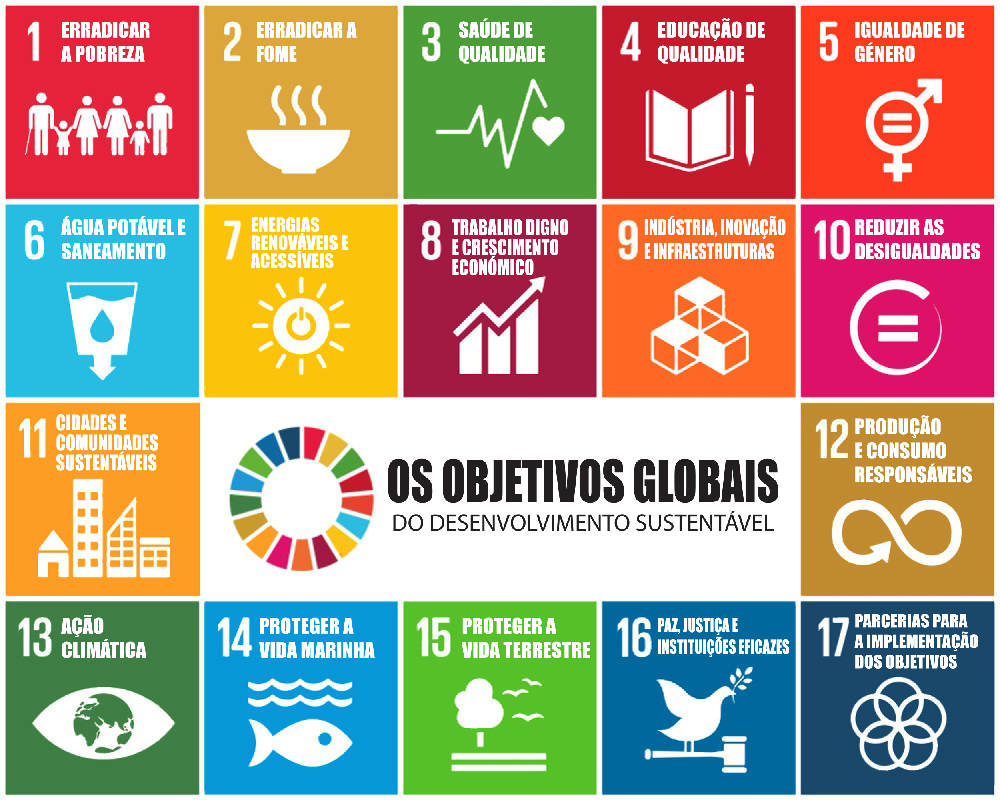 1 ERRADICAR
A POBREZA
2 ERRADICAR A
FOME
3 SAÚDE DE
QUALIDADE
4 EDUCAÇÃO DE
QUALIDADE
5 IGUALDADE DE
GÉNERO
6 ÁGUA POTÁVEL E
SANEAMENTO
7 ENERGIAS
RENOVÁVEIS E
ACESSÍVEIS
8 TRABALHO DIGNO
E CRESCIMENTO
ECONÓMICO
9 INDÚSTRIA, INOVAÇÃO
E INFRAESTRUTURAS
10 REDUZIR AS
DESIGUALDADES
11 CIDADES E
COMUNIDADES
SUSTENTÁVEIS
OS OBJETIVOS GLOBAIS
DO DESENVOLVIMENTO SUSTENTÁVEL
12 PRODUÇÃO
E CONSUMO
RESPONSÁVEIS
13 AÇÃO
CLIMÁTICA
14 PROTEGER A
VIDA MARINHA
15 PROTEGER A
VIDA TERRESTRE
16 PAZ, JUSTIÇA E
INSTITUIÇÕES EFICAZES
17 PARCERIAS PARA
A IMPLEMENTAÇÃO
DOS OBJETIVOS